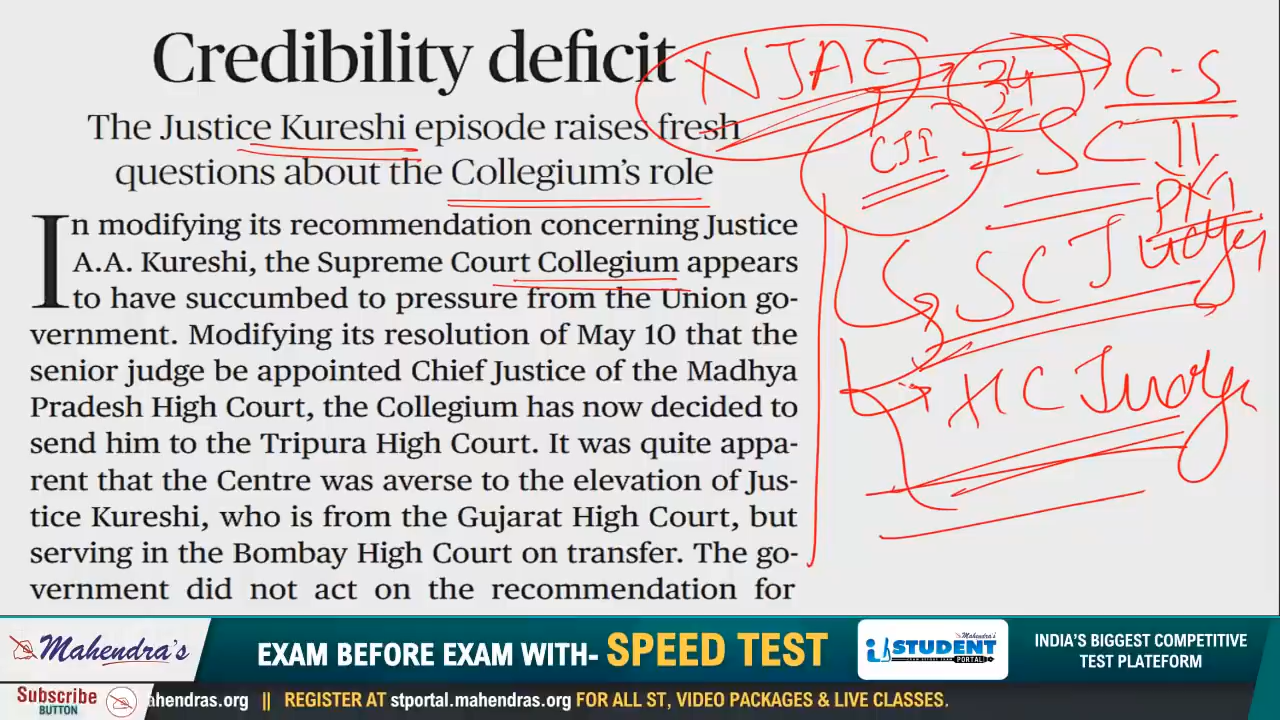 Credibility deficit
The Justice Kureshi episode raises fresh
questions about the Collegium's role
In modifying its recommendation concerning Justice
A.A. Kureshi, the Supreme Court Collegium appears
to have succumbed to pressure from the Union go-
vernment. Modifying its resolution of May 10 that the
senior judge be appointed Chief Justice of the Madhya
Pradesh High Court, the Collegium has now decided to
send him to the Tripura High Court. It was quite appa-
rent that the Centre was averse to the elevation of Jus-
tice Kureshi, who is from the Gujarat High Court, but
serving in the Bombay High Court on transfer. The go-
vernment did not act on the recommendation for
NJAC 34 C-S
CJI = SC
SCJ
HC Judge
Mahendra's
EXAM BEFORE EXAM WITH- SPEED TEST
Mahendra's
STUDENT
PORTAL
INDIA'S BIGGEST COMPETITIVE
TEST PLATEFORM
Subscribe
BUTTON
ahendras.org || REGISTER AT stportal.mahendras.org FOR ALL ST, VIDEO PACKAGES & LIVE CLASSES.